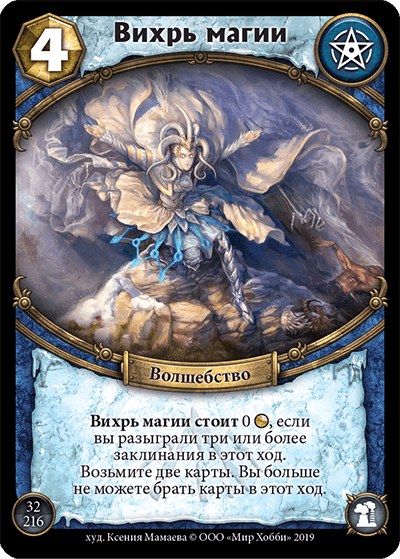 4
Вихрь магии
Волшебство
Вихрь магии стоит 0 , если
вы разыграли три или более
заклинания в этот ход.
Возьмите две карты. Вы больше
не можете брать карты в этот ход.
32
216
худ. Ксения Мамаева © ООО «Мир Хобби» 2019